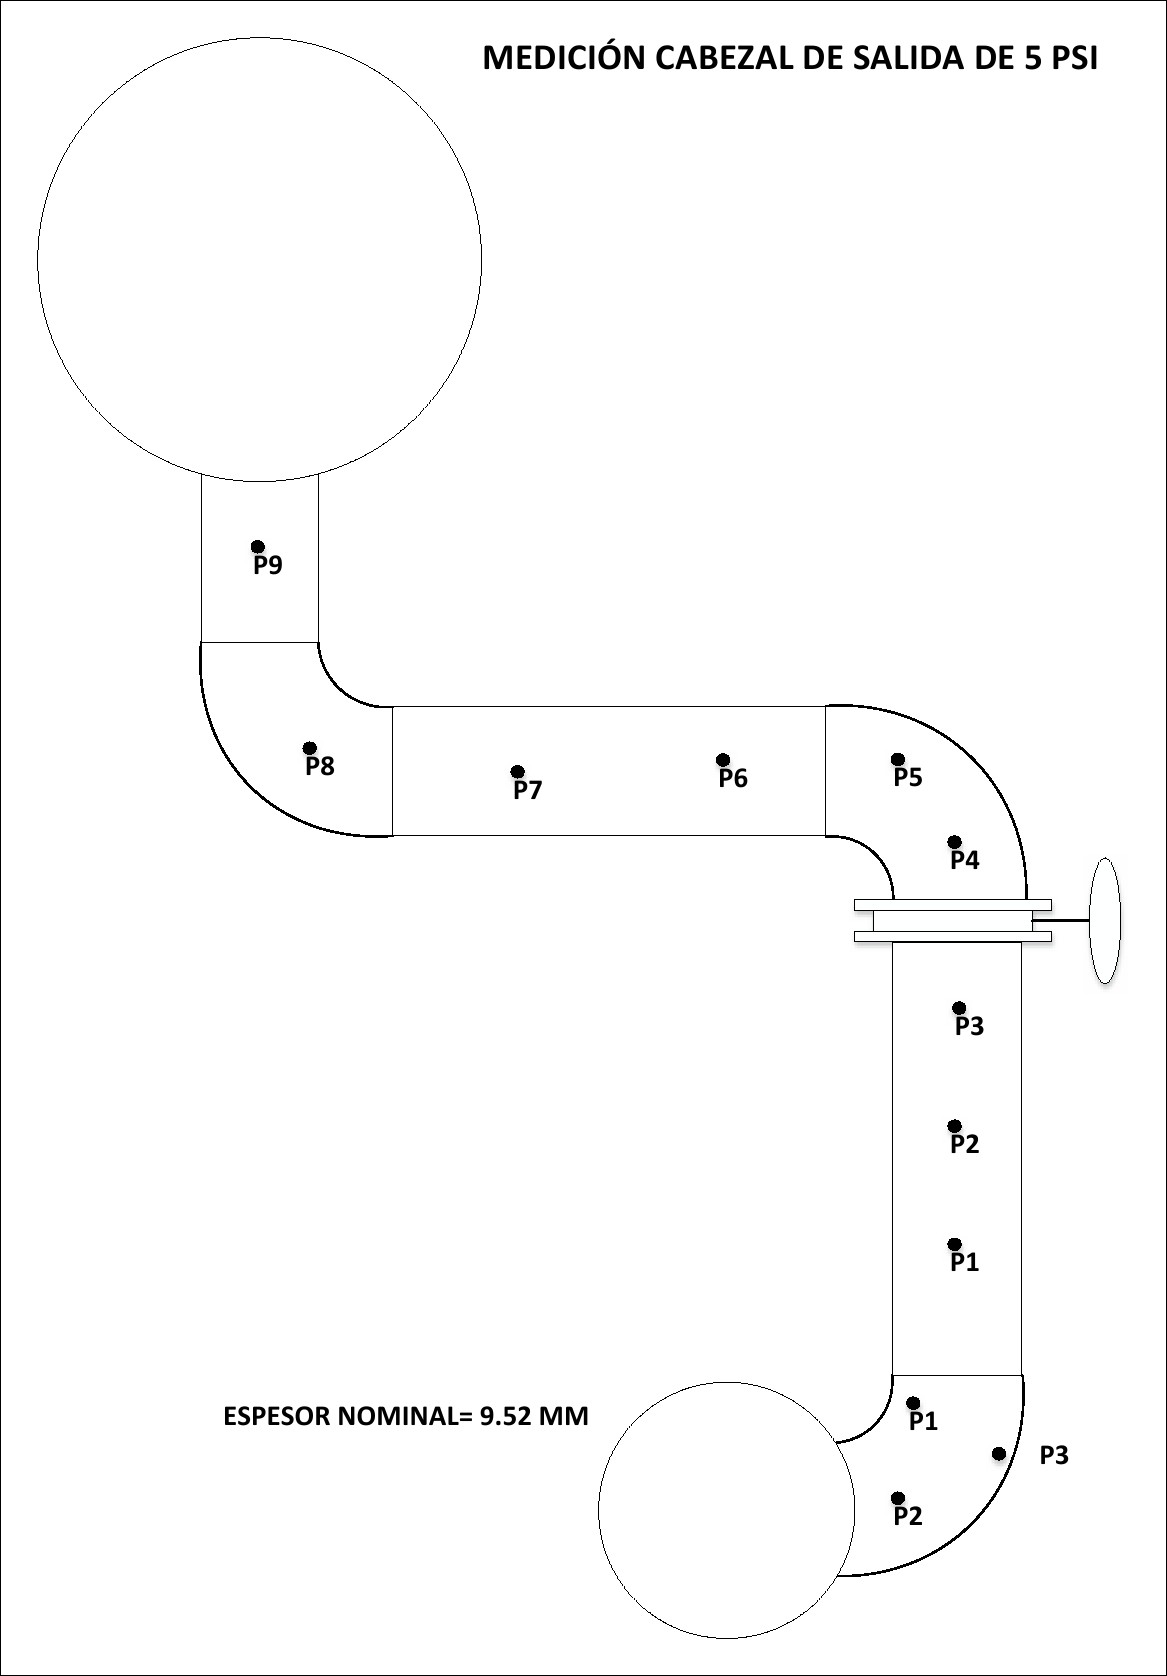 MEDICIÓN CABEZAL DE SALIDA DE 5 PSI
P9
P8
P7
P6
P5
P4
P3
P2
P1
ESPESOR NOMINAL= 9.52 MM
P1
P3
P2